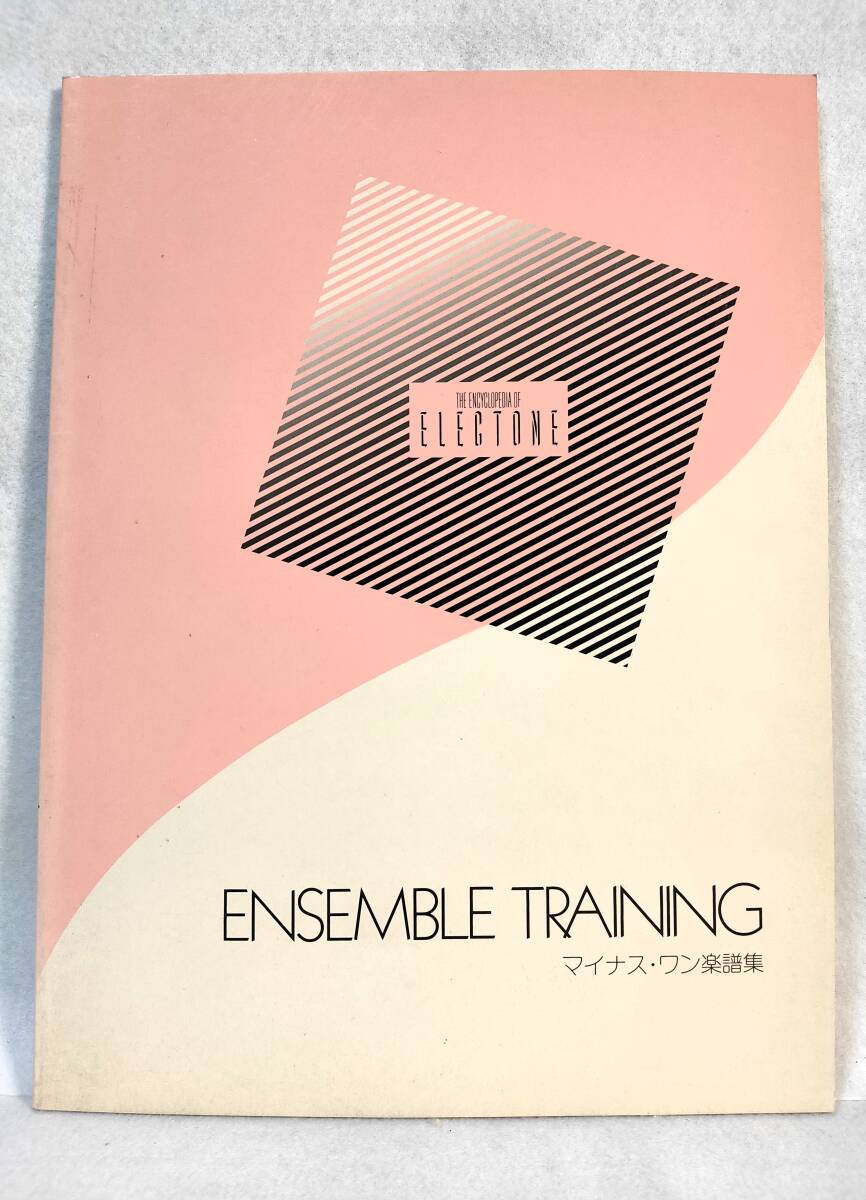 THE ENCYCLOPEDIA OF
ELECTONE
ENSEMBLE TRAINING
マイナス・ワン楽譜集